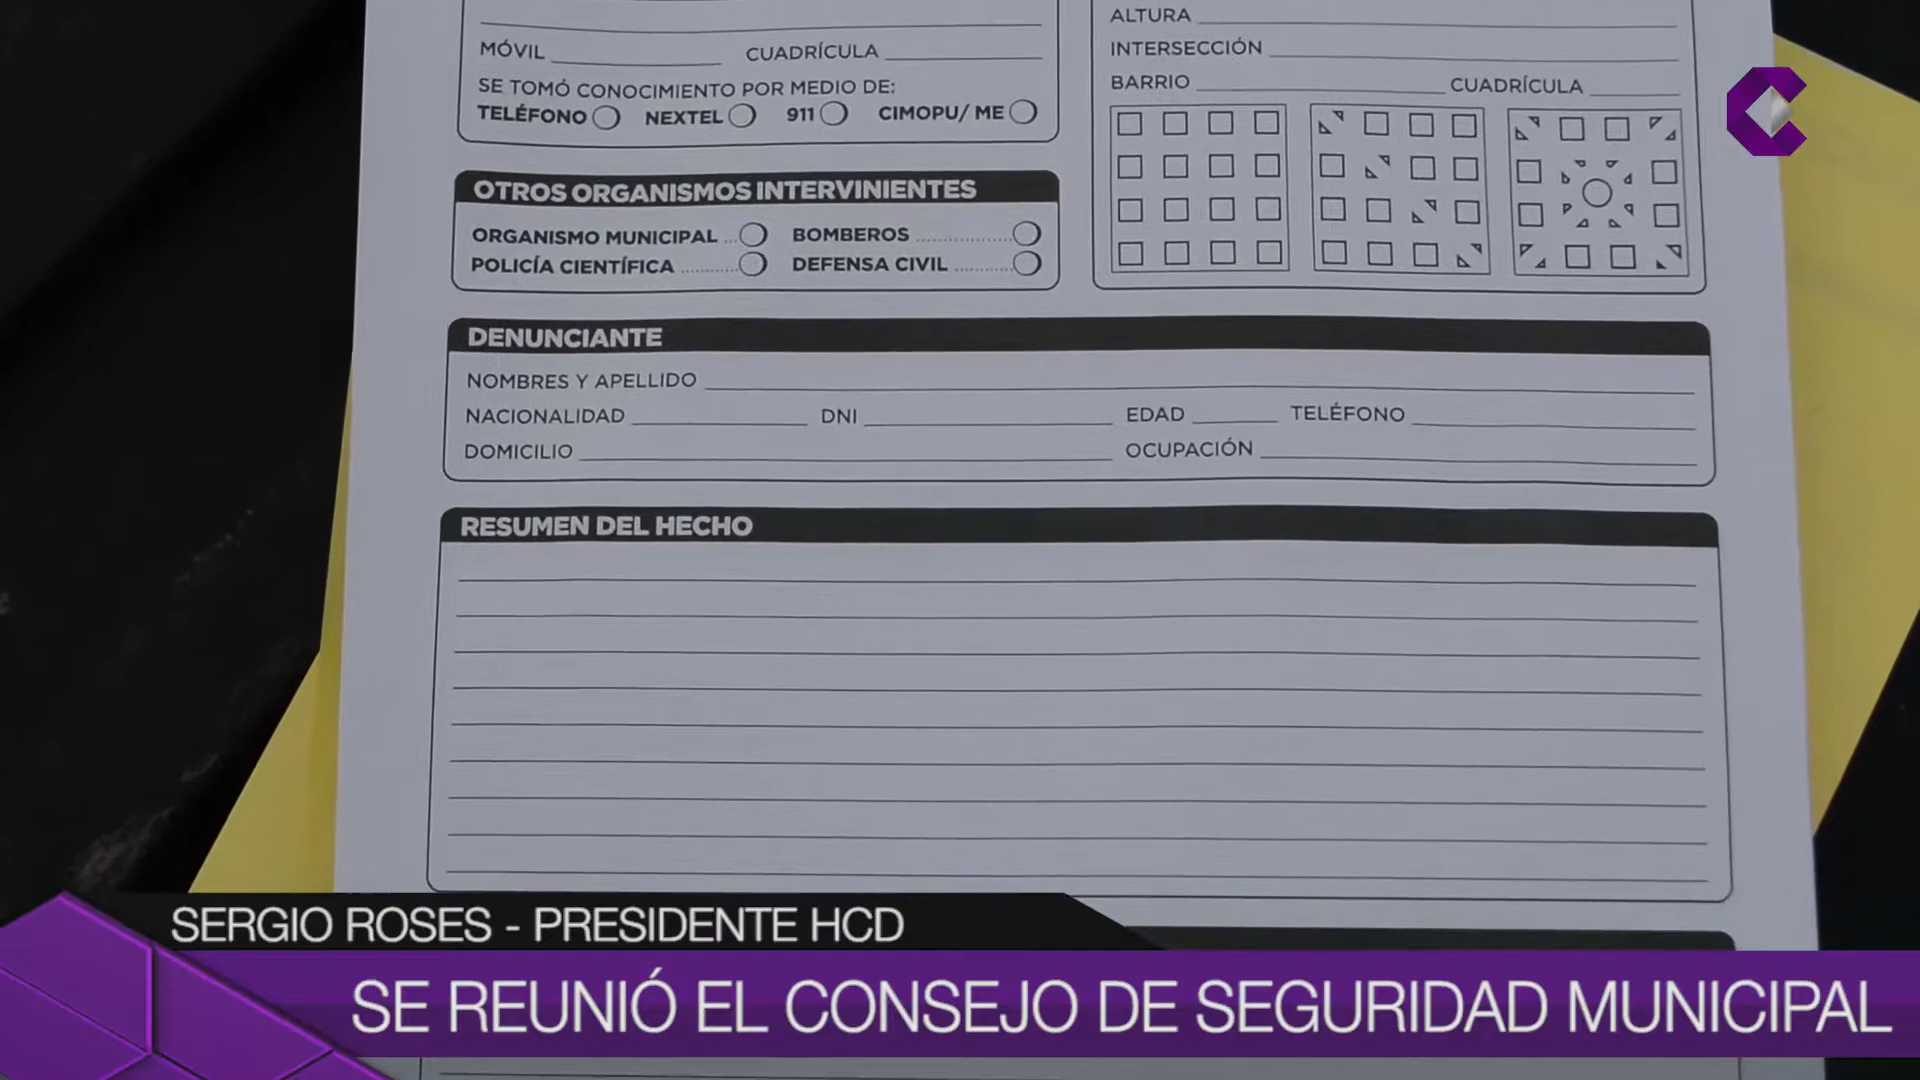 MÓVIL CUADRÍCULA
SE TOMÓ CONOCIMIENTO POR MEDIO DE:
TELÉFONO NEXTEL 911 CIMOPU/ ME
ALTURA
INTERSECCIÓN
BARRIO CUADRÍCULA
OTROS ORGANISMOS INTERVINIENTES
ORGANISMO MUNICIPAL BOMBEROS
POLICÍA CIENTÍFICA DEFENSA CIVIL
DENUNCIANTE
NOMBRES Y APELLIDO
NACIONALIDAD DNI EDAD TELÉFONO
DOMICILIO OCUPACIÓN
RESUMEN DEL HECHO
SERGIO ROSES - PRESIDENTE HCD
SE REUNIÓ EL CONSEJO DE SEGURIDAD MUNICIPAL